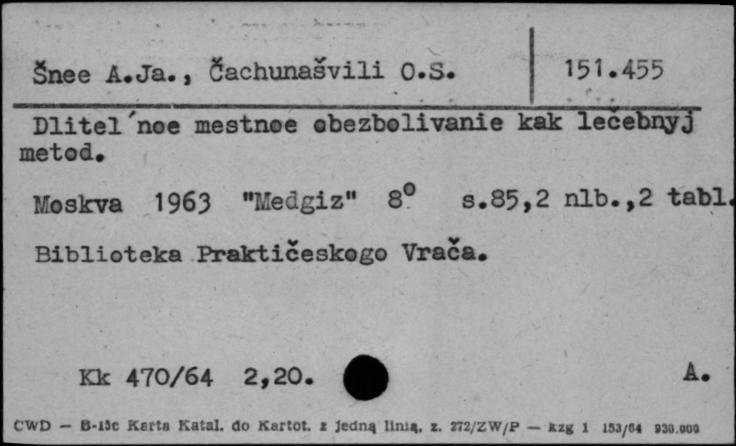 Šnee A.Ja., Čachunašvili O.S. 151.455
Dlitel'noe mestnoe obezbolivanie kak lečebnyj
metod.
Moskva 1963 "Medgiz" 8° s.85,2 nlb.,2 tabl.
Biblioteka Praktičeskogo Vrača.
Kk 470/64 2,20. A.
CWD — B-15c Karta Katal. do Kartot. z jedną linią, z. 272/ZW/P — kzg 1 153/64 930.000